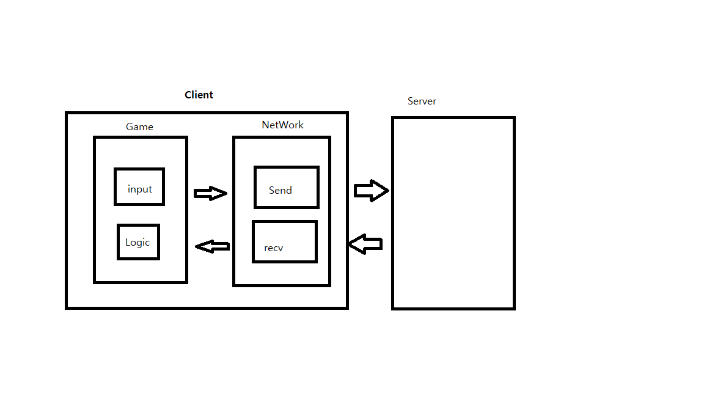 Client
Server
Game
NetWork
input
Send
Logic
recv